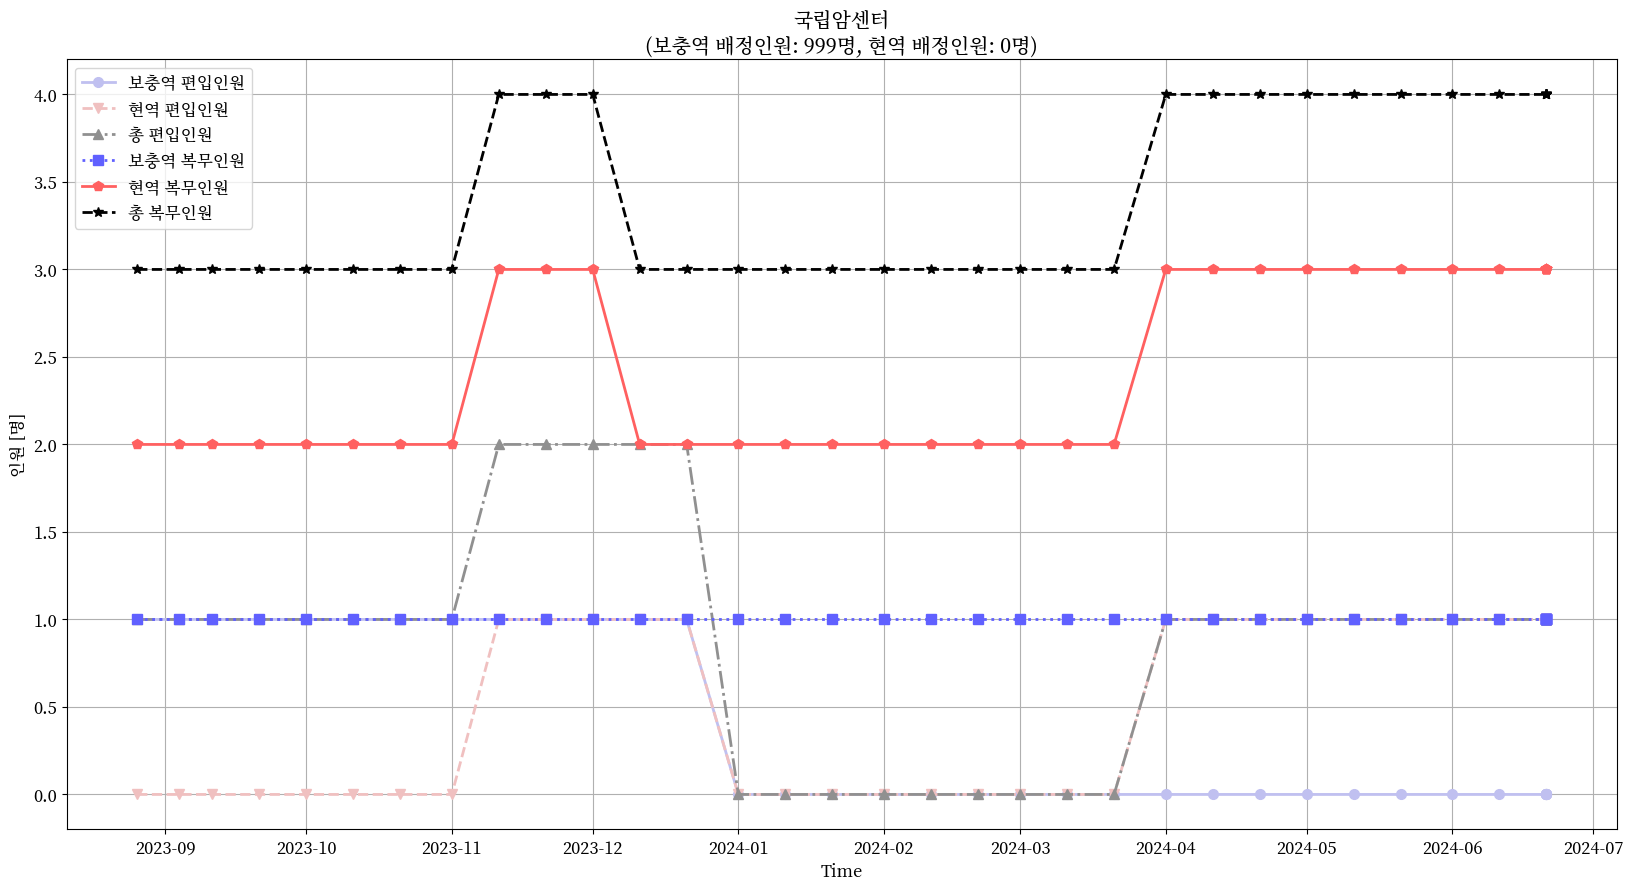 국립암센터
(보충역 배정인원: 999명, 현역 배정인원: 0명)
보충역 편입인원
현역 편입인원
총 편입인원
보충역 복무인원
현역 복무인원
총 복무인원
4.0
3.5
3.0
2.5
2.0
1.5
1.0
0.5
0.0
인원 [명]
2023-09 2023-10 2023-11 2023-12 2024-01 2024-02 2024-03 2024-04 2024-05 2024-06 2024-07
Time